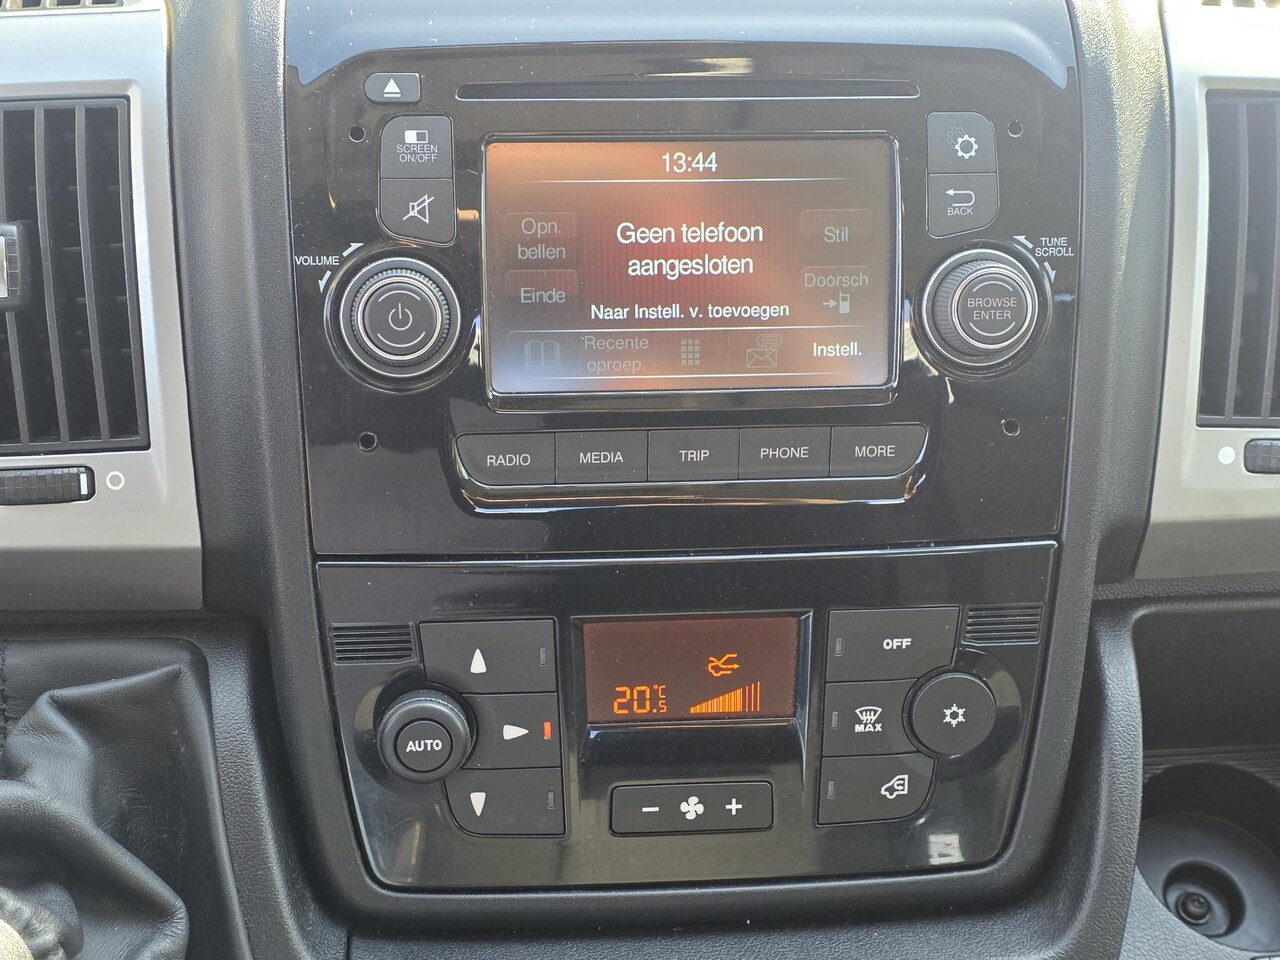 SCREEN
ON/OFF
13:44
BACK
VOLUME
TUNE
SCROLL
Opn.
bellen
Geen telefoon
aangesloten
Stil
Einde
Doorsch
Naar Instell. v. toevoegen
BROWSE
ENTER
Recente
oproep.
Instell.
RADIO
MEDIA
TRIP
PHONE
MORE
OFF
20.5 °C
AUTO
MAX
− +